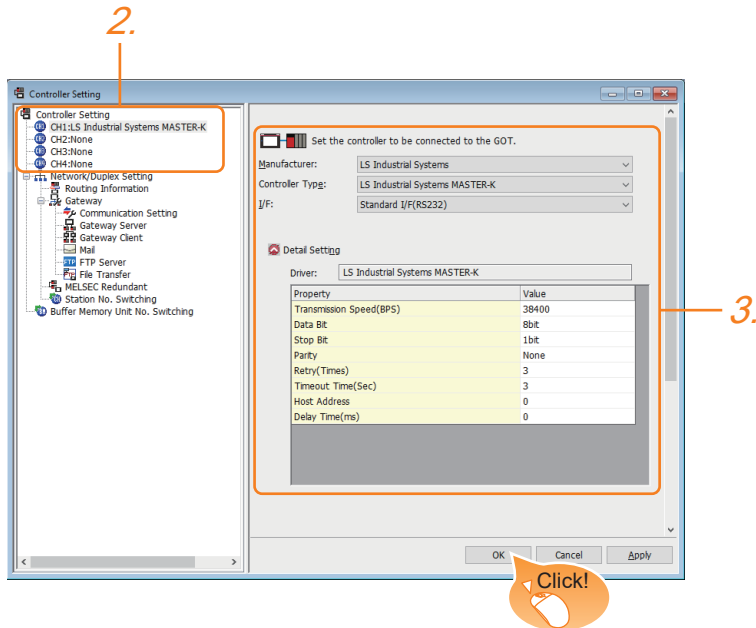 2.
Controller Setting
Controller Setting
CH1:LS Industrial Systems MASTER-K
CH2:None
CH3:None
CH4:None
Network/Duplex Setting
Routing Information
Gateway
Communication Setting
Gateway Server
Gateway Client
Mail
FTP Server
File Transfer
MELSEC Redundant
Station No. Switching
Buffer Memory Unit No. Switching
Set the controller to be connected to the GOT.
Manufacturer: LS Industrial Systems
Controller Type: LS Industrial Systems MASTER-K
I/F: Standard I/F(RS232)
Detail Setting
Driver: LS Industrial Systems MASTER-K
Property Value
Transmission Speed(BPS) 38400
Data Bit 8bit
Stop Bit 1bit
Parity None
Retry(Times) 3
Timeout Time(Sec) 3
Host Address 0
Delay Time(ms) 0
3.
OK Cancel Apply
Click!